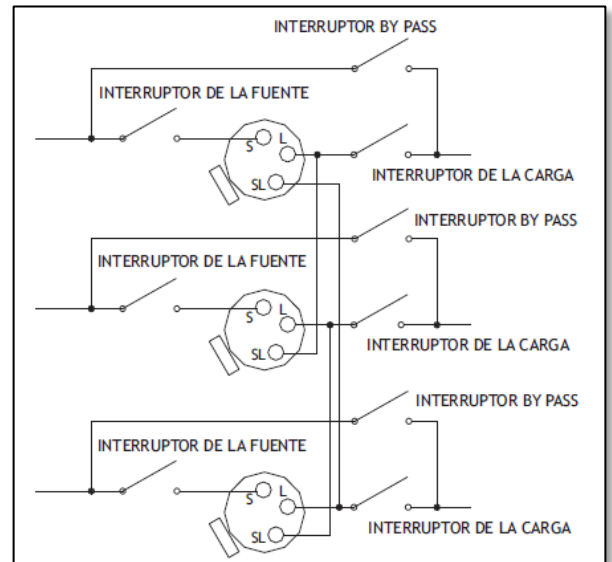 INTERRUPTOR BY PASS
INTERRUPTOR DE LA FUENTE
S L
SL
INTERRUPTOR DE LA CARGA
INTERRUPTOR BY PASS
INTERRUPTOR DE LA FUENTE
S L
SL
INTERRUPTOR DE LA CARGA
INTERRUPTOR BY PASS
INTERRUPTOR DE LA FUENTE
S L
SL
INTERRUPTOR DE LA CARGA